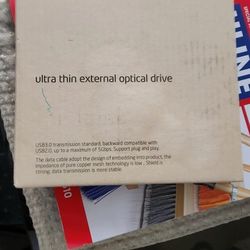 ultra thin external optical drive
USB3.0 transmission standard, backward compatible with
USB2.0, up to a maximum of 5Gbps. Support plug and play.
The data cable adopt the design of embedding into product, the
impedance of pure copper mesh technology is low , Shield is
strong; data transmission is more stable.